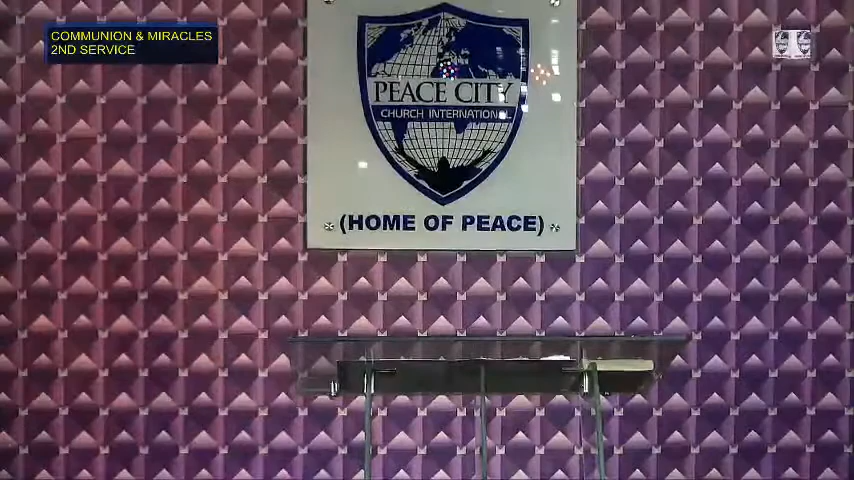 COMMUNION & MIRACLES
2ND SERVICE
PEACE CITY
CHURCH INTERNATIONAL
(HOME OF PEACE)